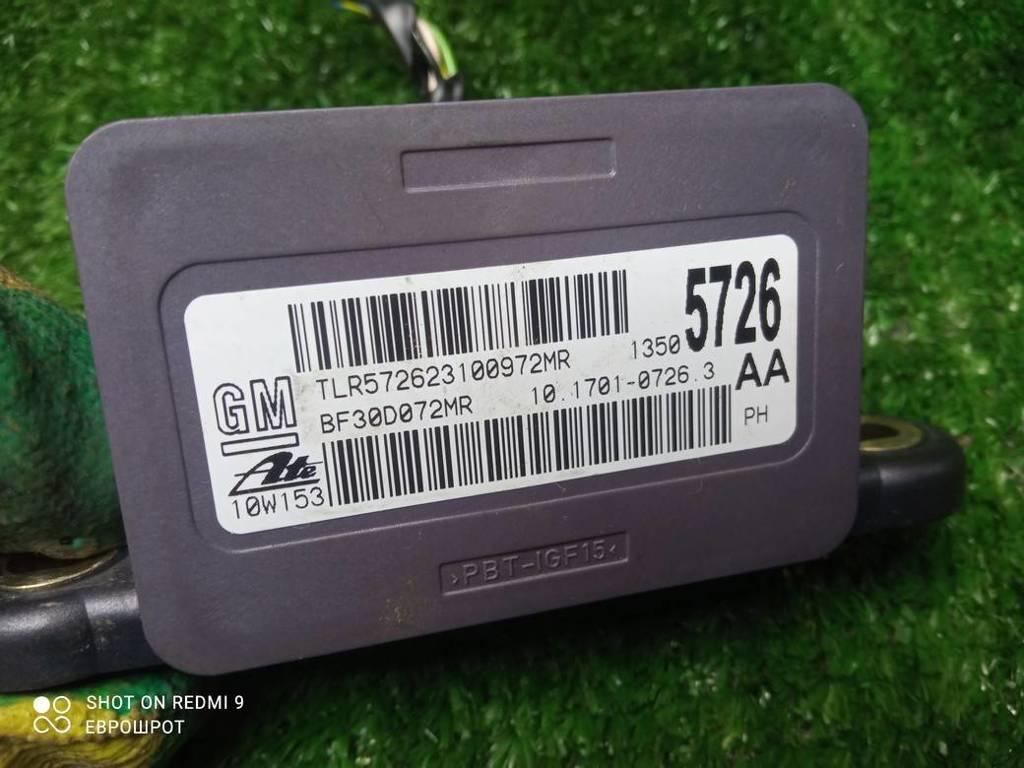 1350 5726
TLR572623100972MR
AA
GM
BF30D072MR 10.1701-0726.3
Ate
PH
10W153
>PBT-IGF15<
SHOT ON REDMI 9
ЕВРОШРОТ